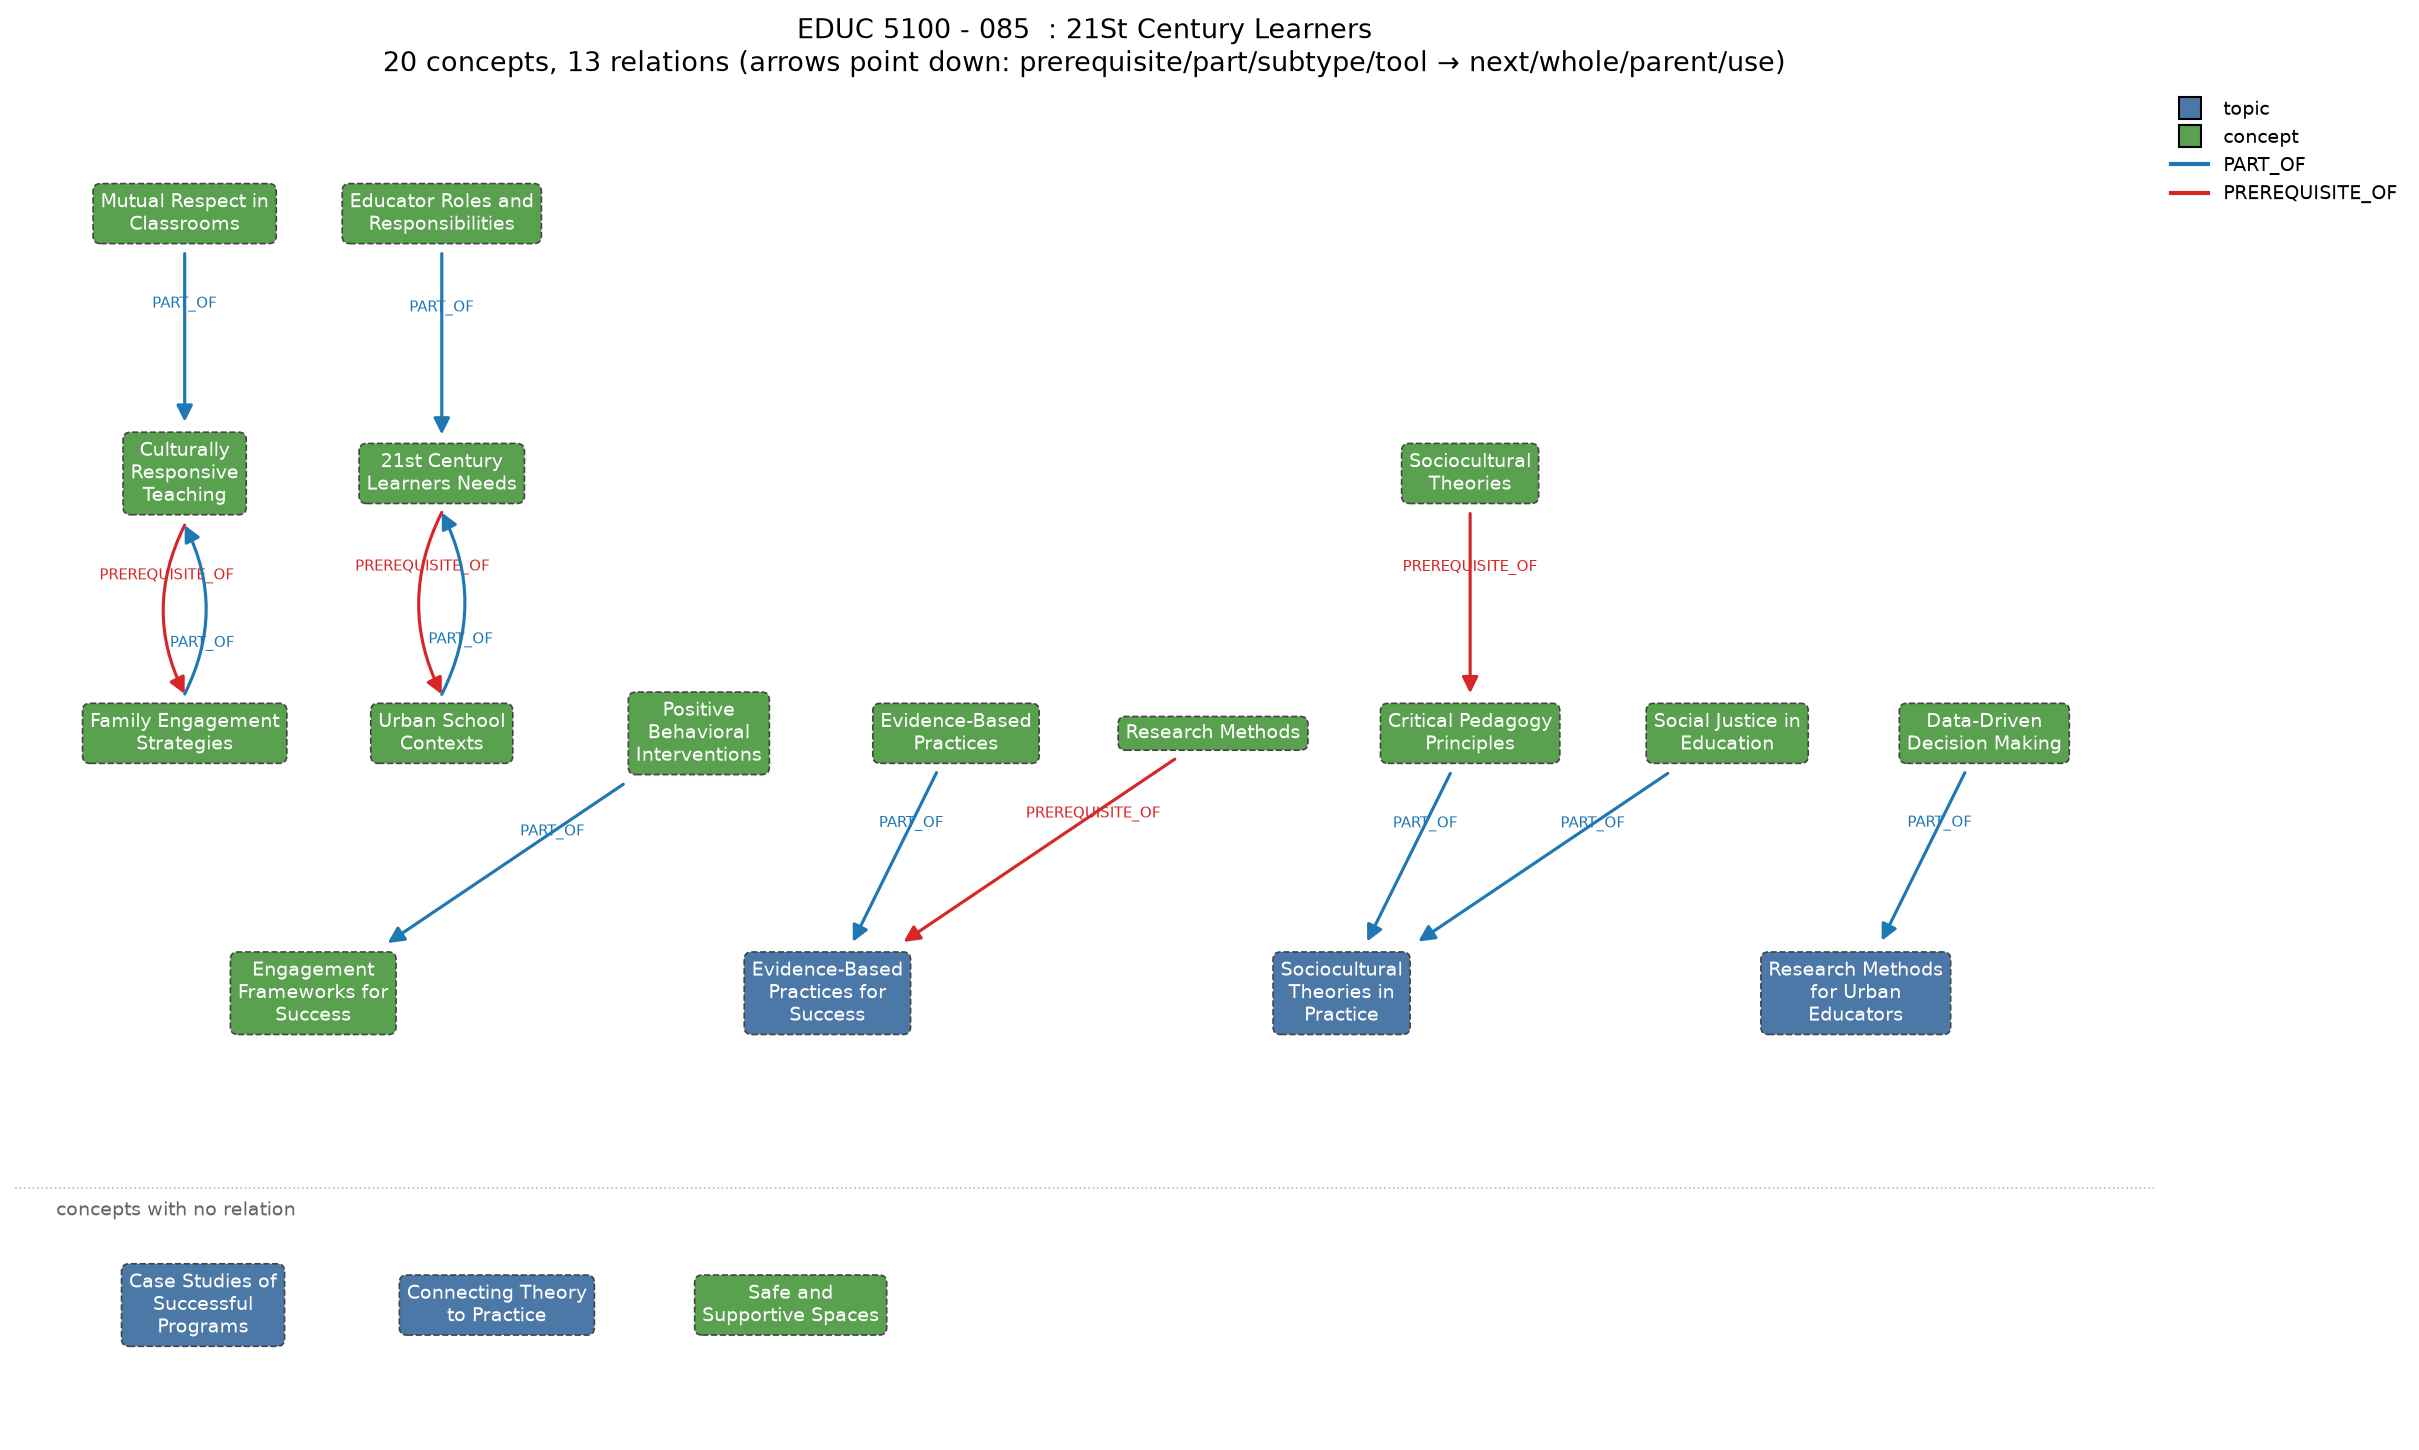 EDUC 5100 - 085  : 21St Century Learners
20 concepts, 13 relations (arrows point down: prerequisite/part/subtype/tool → next/whole/parent/use)
topic
concept
PART_OF
PREREQUISITE_OF
Mutual Respect in
Classrooms
Educator Roles and
Responsibilities
PART_OF
PART_OF
Culturally
Responsive
Teaching
21st Century
Learners Needs
Sociocultural
Theories
PREREQUISITE_OF
PREREQUISITE_OF
PREREQUISITE_OF
PART_OF
PART_OF
Family Engagement
Strategies
Urban School
Contexts
Positive
Behavioral
Interventions
Evidence-Based
Practices
Research Methods
Critical Pedagogy
Principles
Social Justice in
Education
Data-Driven
Decision Making
PART_OF
PART_OF
PREREQUISITE_OF
PART_OF
PART_OF
PART_OF
Engagement
Frameworks for
Success
Evidence-Based
Practices for
Success
Sociocultural
Theories in
Practice
Research Methods
for Urban
Educators
concepts with no relation
Case Studies of
Successful
Programs
Connecting Theory
to Practice
Safe and
Supportive Spaces